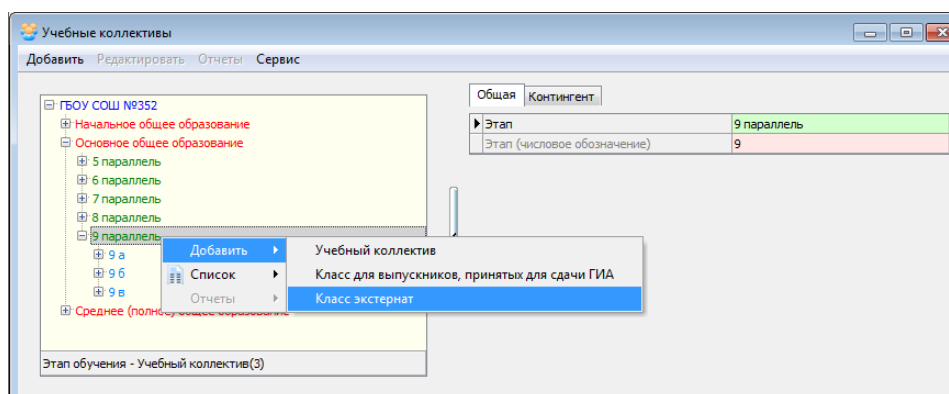 Учебные коллективы
Добавить Редактировать Отчеты Сервис
ГБОУ СОШ №352
Начальное общее образование
Основное общее образование
5 параллель
6 параллель
7 параллель
8 параллель
9 параллель
9 а
9 б
9 в
Среднее (полное) общее образование
Этап обучения - Учебный коллектив(3)
Добавить
Список
Отчеты
Учебный коллектив
Класс для выпускников, принятых для сдачи ГИА
Класс экстернат
Общая Контингент
Этап 9 параллель
Этап (числовое обозначение) 9